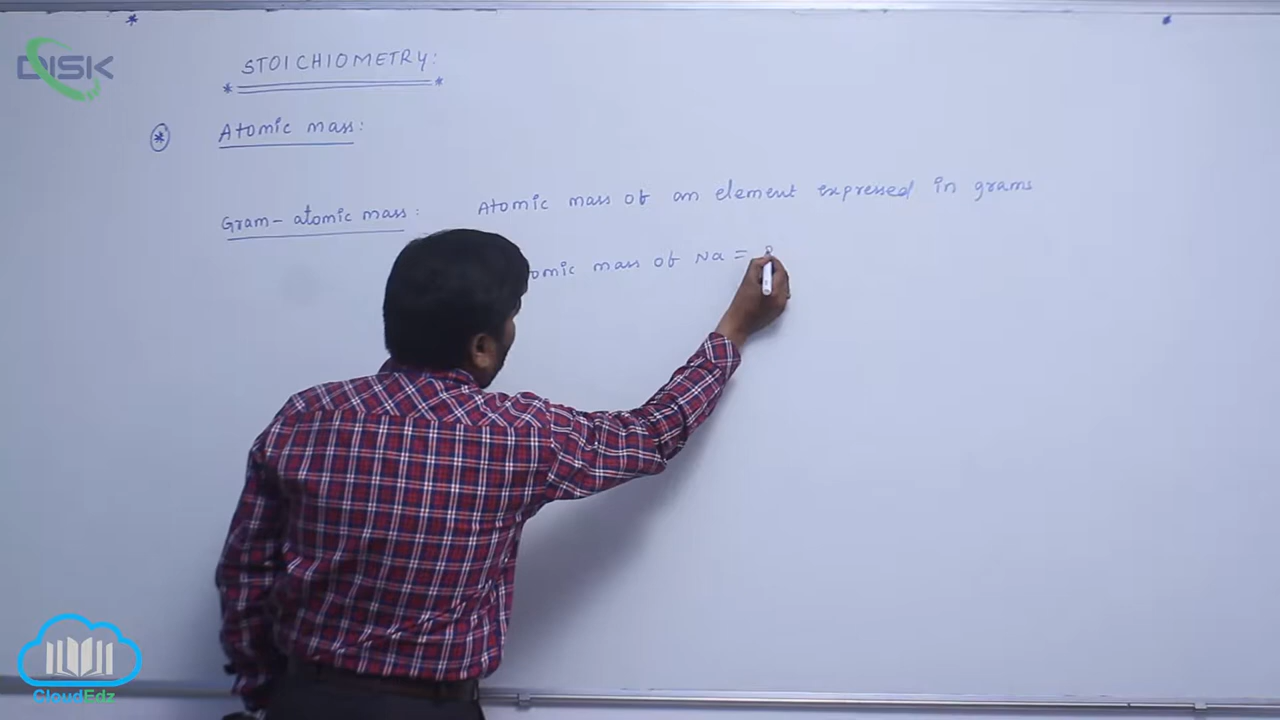 DISK
* *
STOICHIOMETRY:
* *
* Atomic mass:
Gram-atomic mass: Atomic mass of an element expressed in grams
mass of Na =
CloudEdz